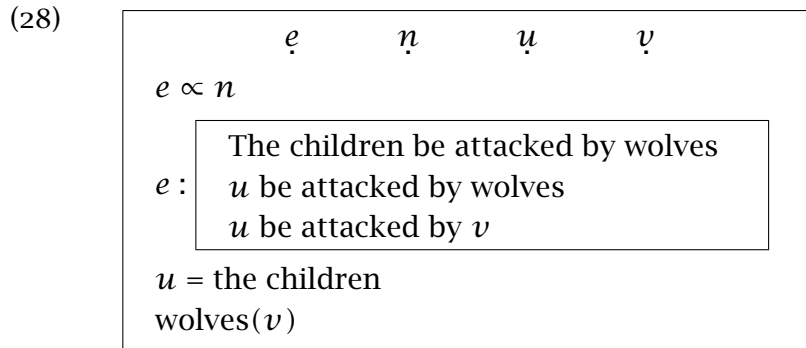 (28)
ẹ ṇ ụ ṿ
e ∝ n
The children be attacked by wolves
e : u be attacked by wolves
u be attacked by v
u = the children
wolves(v)